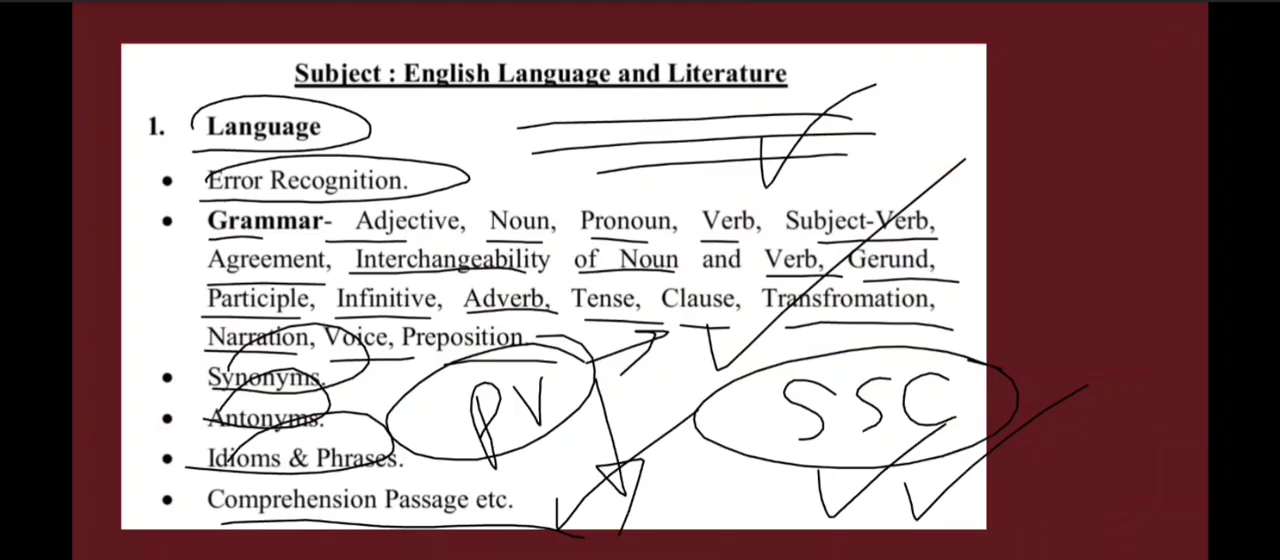 Subject : English Language and Literature
1. Language
• Error Recognition.
• Grammar- Adjective, Noun, Pronoun, Verb, Subject-Verb,
Agreement, Interchangeability of Noun and Verb, Gerund,
Participle, Infinitive, Adverb, Tense, Clause, Transfromation,
Narration, Voice, Preposition.
• Synonyms.
• Antonyms.
PV
SSC
• Idioms & Phrases.
• Comprehension Passage etc.